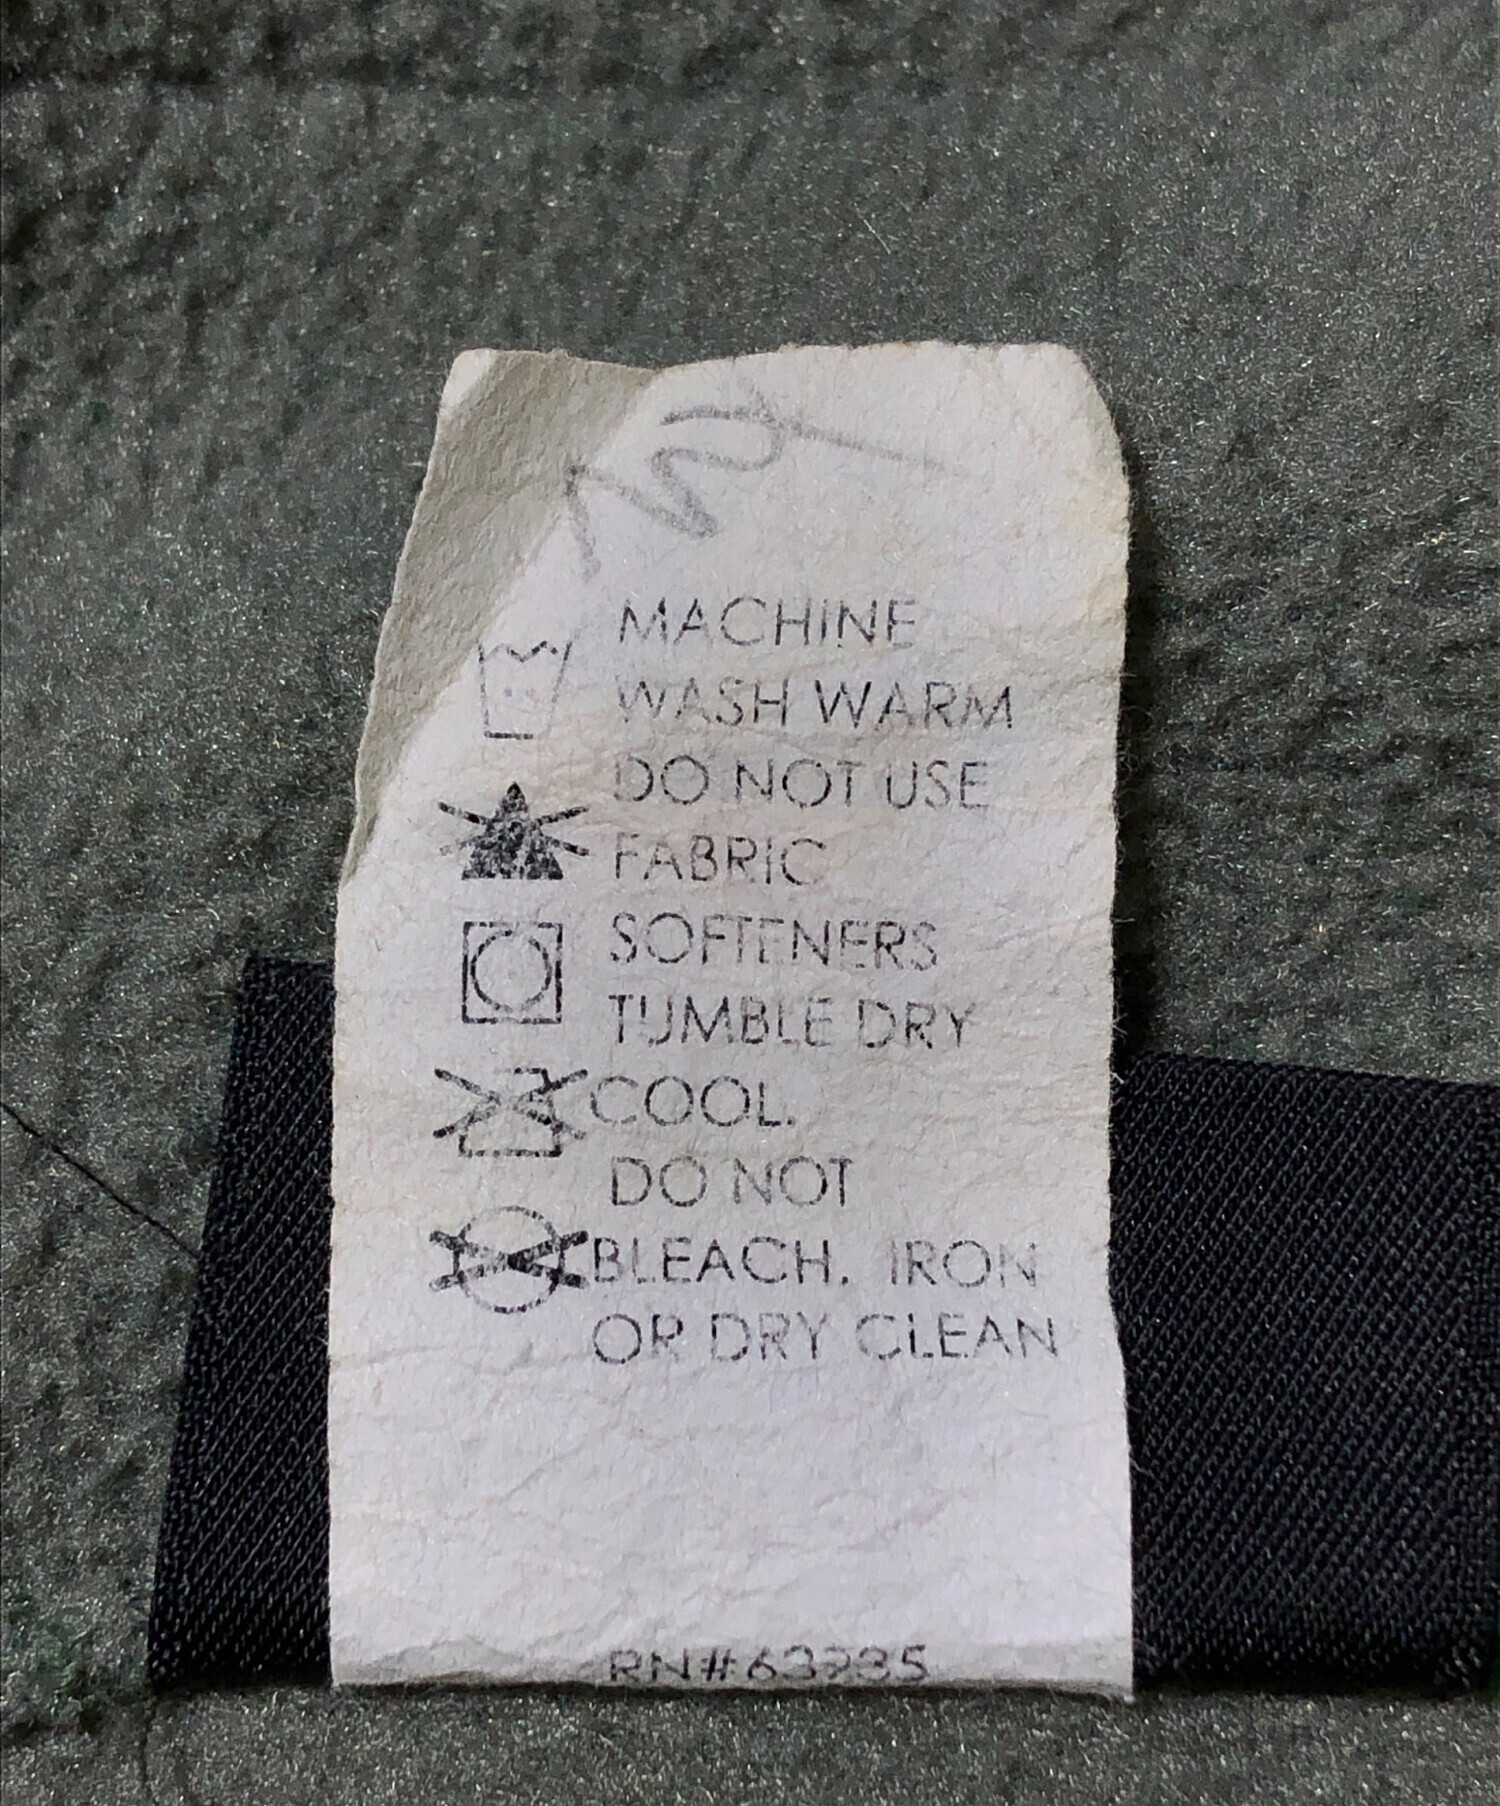 MACHINE
WASH WARM
DO NOT USE
FABRIC
SOFTENERS
TUMBLE DRY
COOL.
DO NOT
BLEACH. IRON
OR DRY CLEAN